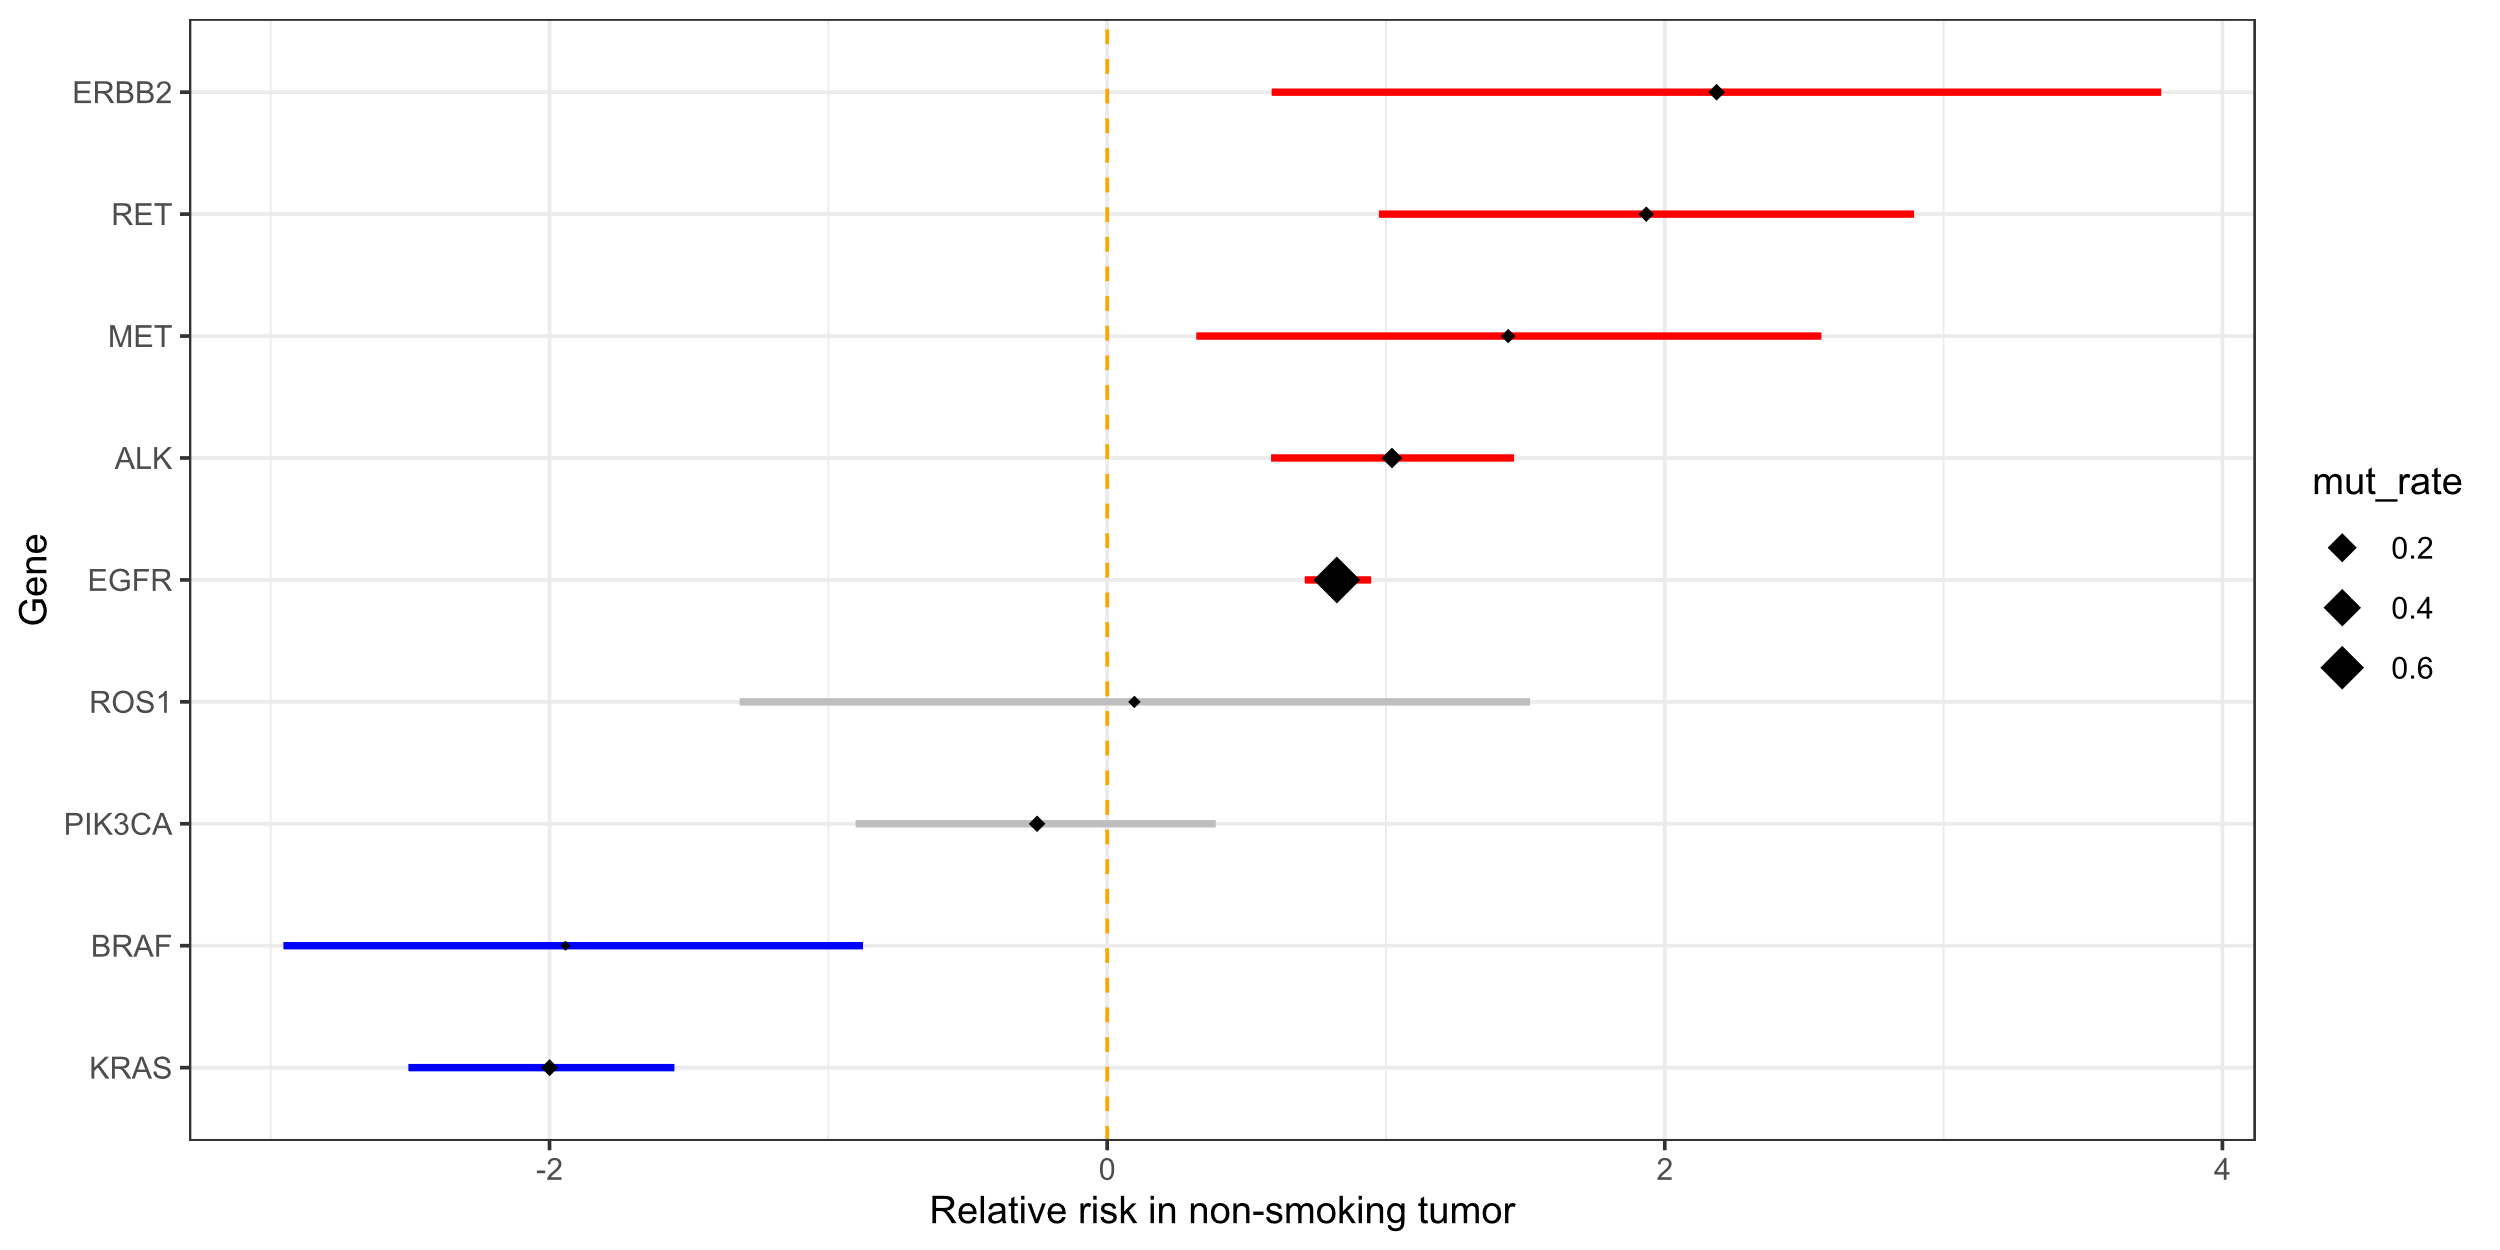 ERBB2
RET
MET
ALK
EGFR
ROS1
PIK3CA
BRAF
KRAS
Gene
-2 0 2 4
Relative risk in non-smoking tumor
mut_rate
0.2
0.4
0.6